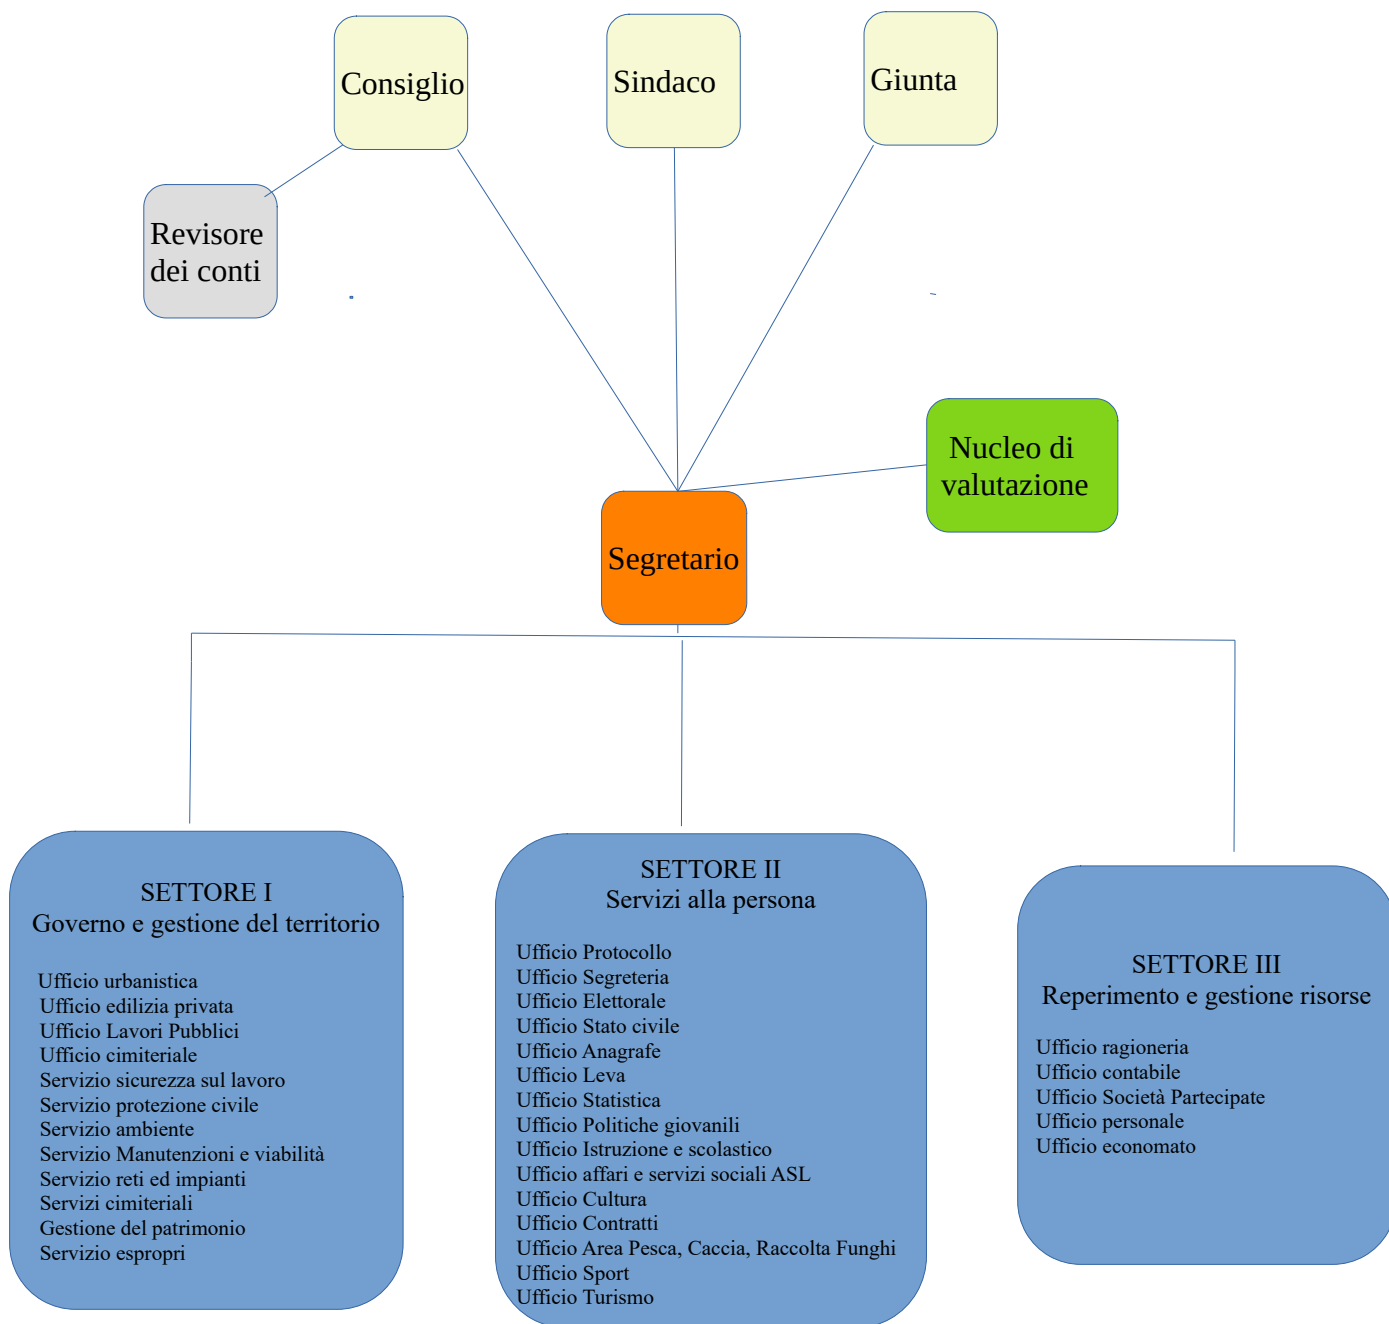 Consiglio
Sindaco
Giunta
Revisore
dei conti
Nucleo di
valutazione
Segretario
SETTORE I
Governo e gestione del territorio
Ufficio urbanistica
Ufficio edilizia privata
Ufficio Lavori Pubblici
Ufficio cimiteriale
Servizio sicurezza sul lavoro
Servizio protezione civile
Servizio ambiente
Servizio Manutenzioni e viabilità
Servizio reti ed impianti
Servizi cimiteriali
Gestione del patrimonio
Servizio espropri
SETTORE II
Servizi alla persona
Ufficio Protocollo
Ufficio Segreteria
Ufficio Elettorale
Ufficio Stato civile
Ufficio Anagrafe
Ufficio Leva
Ufficio Statistica
Ufficio Politiche giovanili
Ufficio Istruzione e scolastico
Ufficio affari e servizi sociali ASL
Ufficio Cultura
Ufficio Contratti
Ufficio Area Pesca, Caccia, Raccolta Funghi
Ufficio Sport
Ufficio Turismo
SETTORE III
Reperimento e gestione risorse
Ufficio ragioneria
Ufficio contabile
Ufficio Società Partecipate
Ufficio personale
Ufficio economato